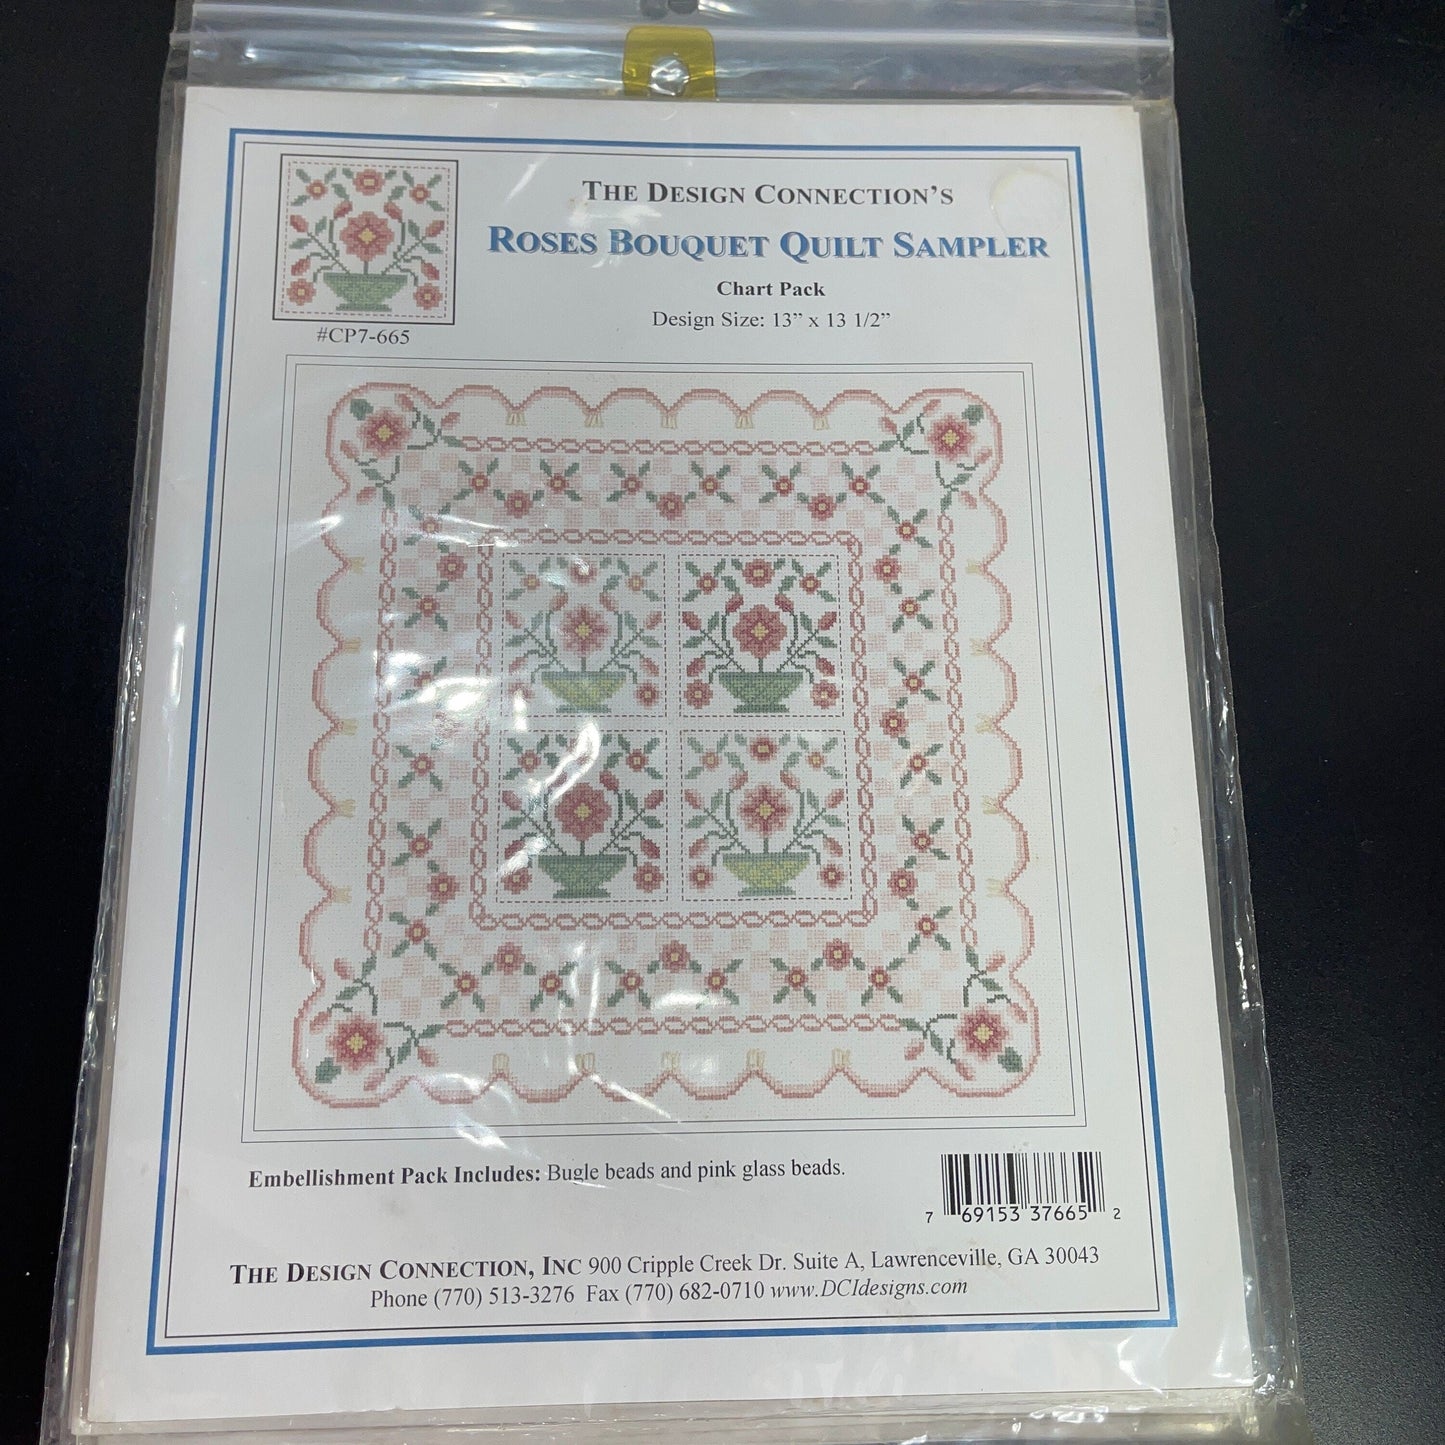 THE DESIGN CONNECTION'S
ROSES BOUQUET QUILT SAMPLER
Chart Pack
Design Size: 13” x 13 1/2”
#CP7-665
Embellishment Pack Includes: Bugle beads and pink glass beads.
7 69153 37665 2
THE DESIGN CONNECTION, INC 900 Cripple Creek Dr. Suite A, Lawrenceville, GA 30043
Phone (770) 513-3276 Fax (770) 682-0710 www.DCIdesigns.com